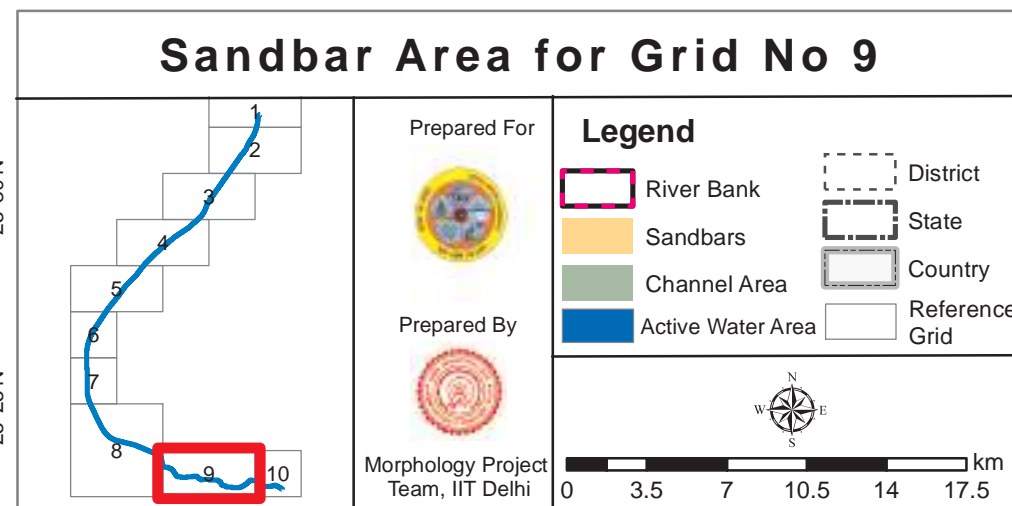 Sandbar Area for Grid No 9
1
2
3
4
5
6
7
8
9
10
Prepared For
Prepared By
Morphology Project
Team, IIT Delhi
Legend
River Bank
Sandbars
Channel Area
Active Water Area
District
State
Country
Reference
Grid
N
W E
S
km
0 3.5 7 10.5 14 17.5